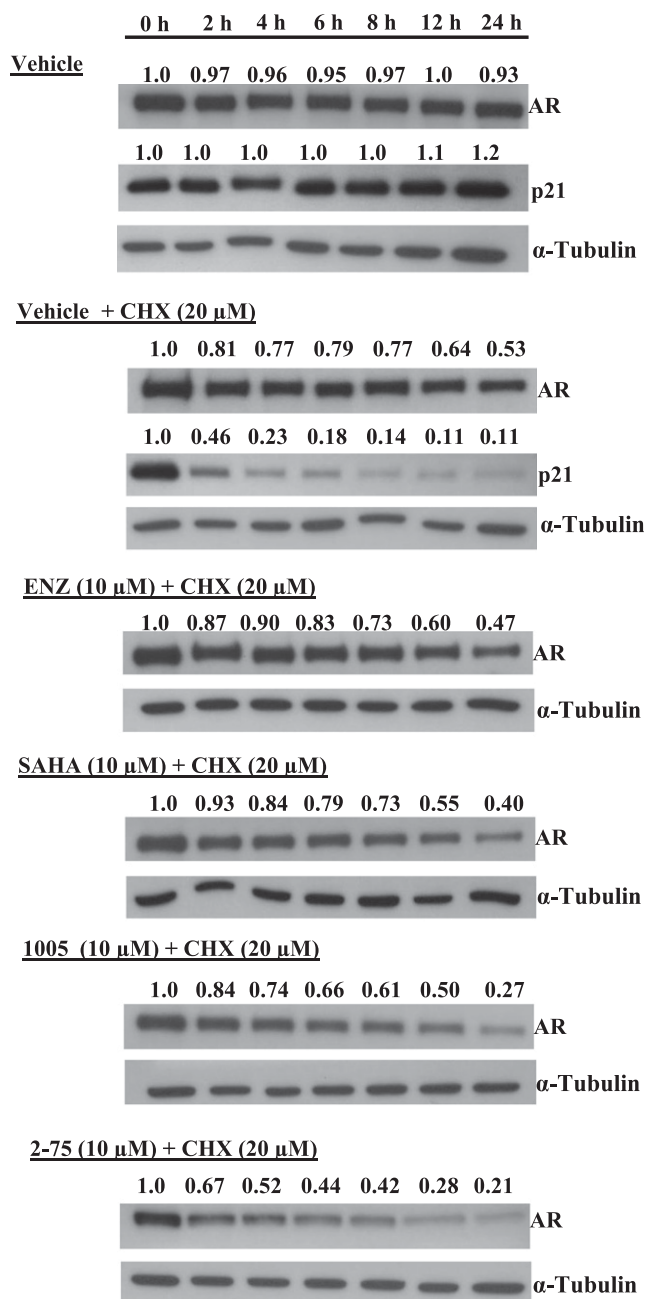 0 h 2 h 4 h 6 h 8 h 12 h 24 h
Vehicle
1.0 0.97 0.96 0.95 0.97 1.0 0.93
AR
1.0 1.0 1.0 1.0 1.0 1.1 1.2
p21
α-Tubulin
Vehicle + CHX (20 µM)
1.0 0.81 0.77 0.79 0.77 0.64 0.53
AR
1.0 0.46 0.23 0.18 0.14 0.11 0.11
p21
α-Tubulin
ENZ (10 µM) + CHX (20 µM)
1.0 0.87 0.90 0.83 0.73 0.60 0.47
AR
α-Tubulin
SAHA (10 µM) + CHX (20 µM)
1.0 0.93 0.84 0.79 0.73 0.55 0.40
AR
α-Tubulin
1005 (10 µM) + CHX (20 µM)
1.0 0.84 0.74 0.66 0.61 0.50 0.27
AR
α-Tubulin
2-75 (10 µM) + CHX (20 µM)
1.0 0.67 0.52 0.44 0.42 0.28 0.21
AR
α-Tubulin